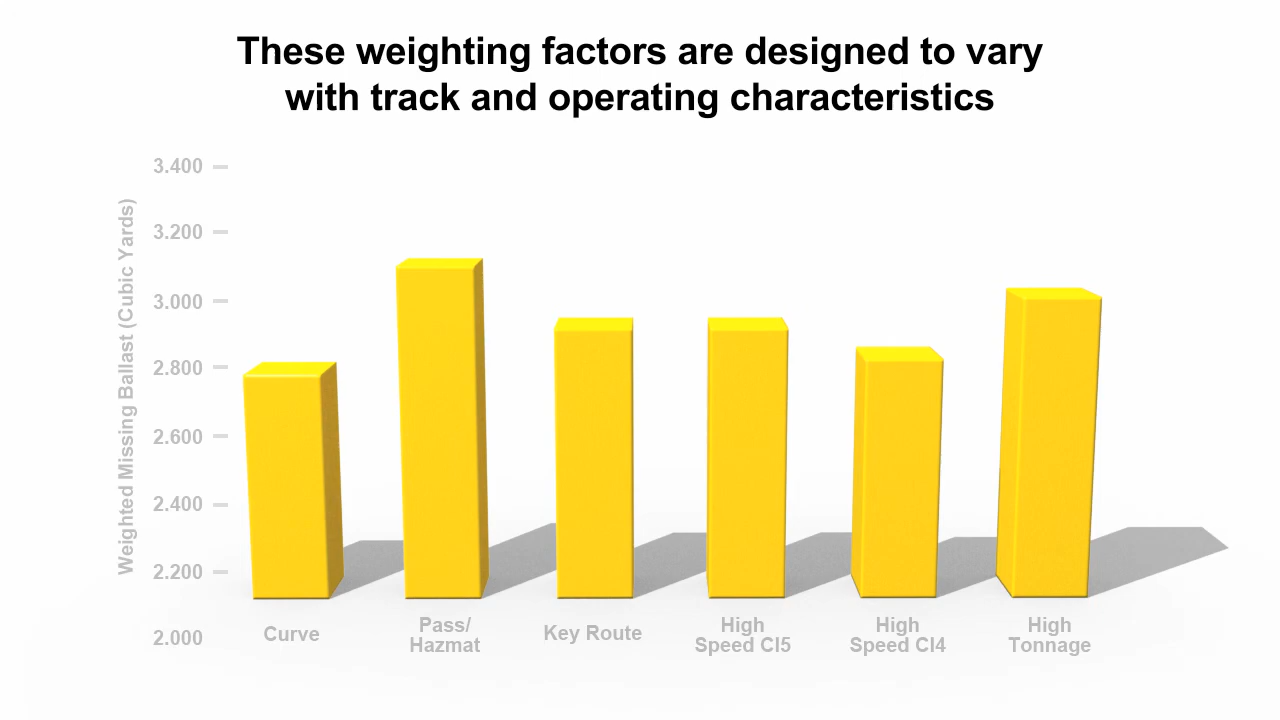 These weighting factors are designed to vary
with track and operating characteristics
Weighted Missing Ballast (Cubic Yards)
3.400
3.200
3.000
2.800
2.600
2.400
2.200
2.000
Curve
Pass/
Hazmat
Key Route
High
Speed Cl5
High
Speed Cl4
High
Tonnage